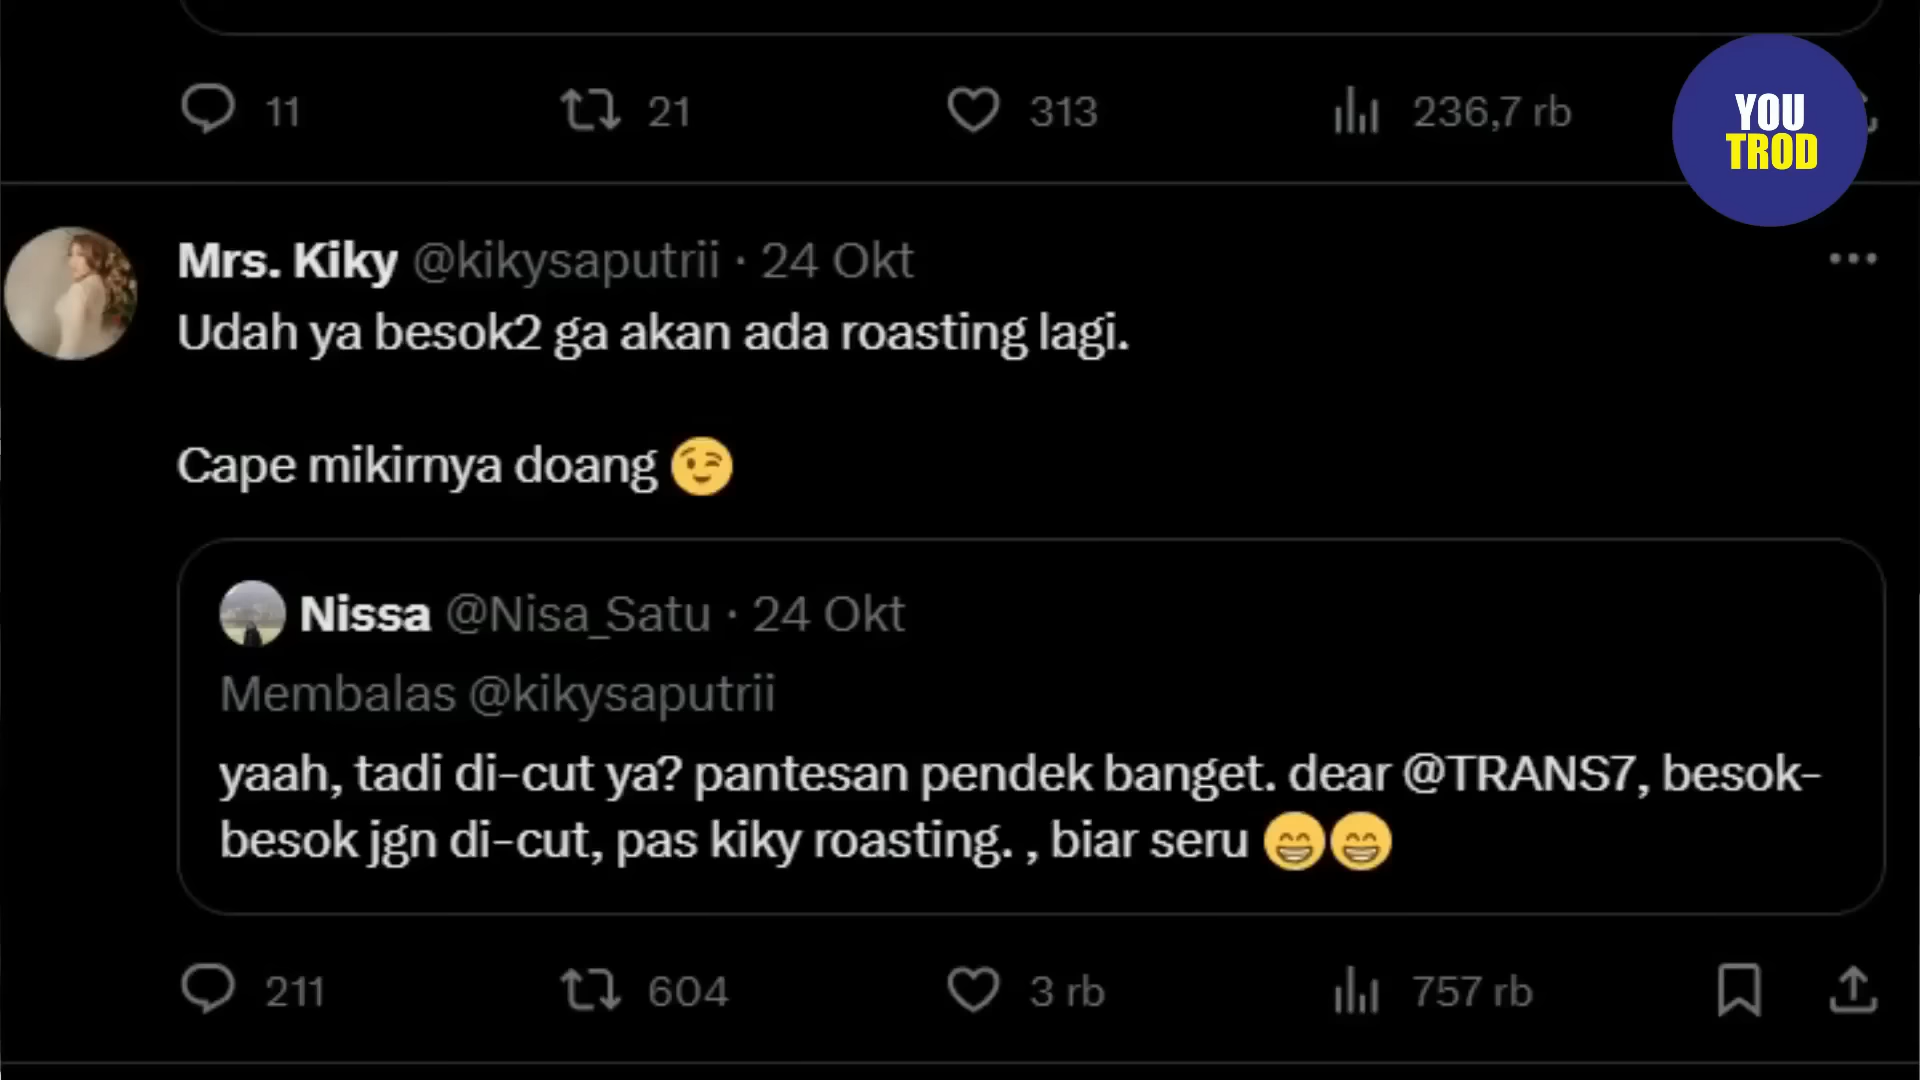 11 21 313 236,7 rb
YOU
TROD
Mrs. Kiky @kikysaputrii · 24 Okt
Udah ya besok2 ga akan ada roasting lagi.
Cape mikirnya doang 😉
Nissa @Nisa_Satu · 24 Okt
Membalas @kikysaputrii
yaah, tadi di-cut ya? pantesan pendek banget. dear @TRANS7, besok-
besok jgn di-cut, pas kiky roasting. , biar seru 😁😁
211 604 3 rb 757 rb